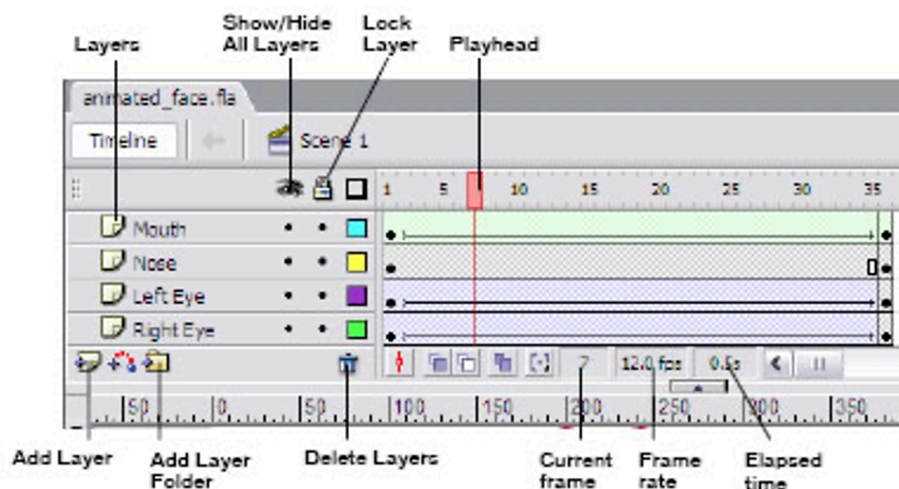 Layers
Show/Hide
All Layers
Lock
Layer
Playhead
animated_face.fla
Timeline
Scene 1
1 5 10 15 20 25 30 35
Mouth
Nose
Left Eye
Right Eye
7 12.0 fps 0.5s
50 0 50 100 150 200 250 300 350
Add Layer
Add Layer
Folder
Delete Layers
Current
frame
Frame
rate
Elapsed
time